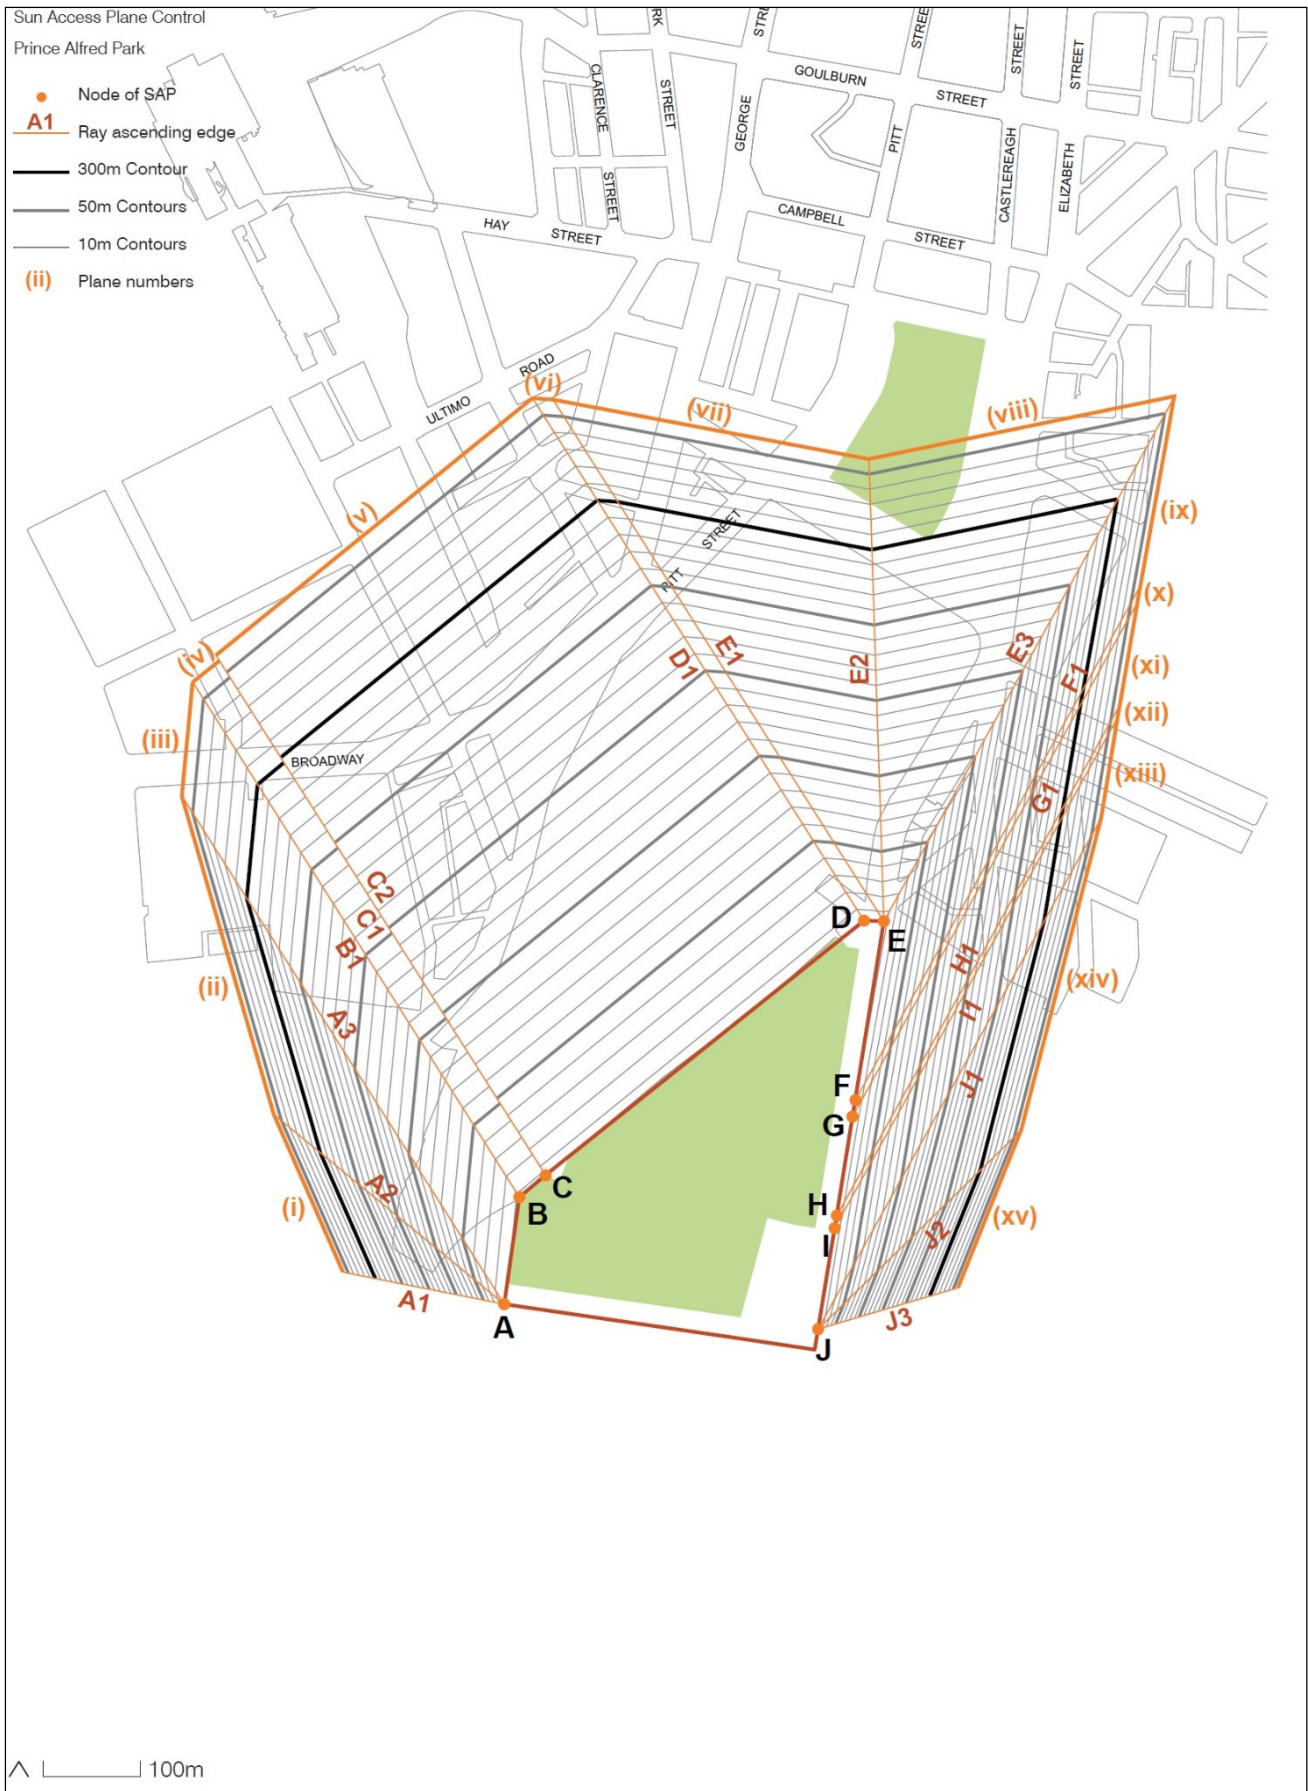 Sun Access Plane Control
Prince Alfred Park
Node of SAP
A1
Ray ascending edge
300m Contour
50m Contours
10m Contours
(ii)
Plane numbers
CLARENCE
STREET
STREET
GEORGE
GOULBURN
STREET
PITT
CASTLEREAGH
STREET
ELIZABETH
STREET
HAY
STREET
STREET
CAMPBELL
STREET
ULTIMO
ROAD
(vi)
(vii)
(viii)
(v)
(ix)
PITT
STREET
(x)
(iv)
D1
E1
E2
E3
F1
(xi)
(xii)
(iii)
BROADWAY
(xiii)
G1
C2
C1
B1
D
E
H1
(ii)
(xiv)
A3
I1
J1
F
G
A2
C
B
H
I
(i)
J2
(xv)
A1
A
J3
J
100m